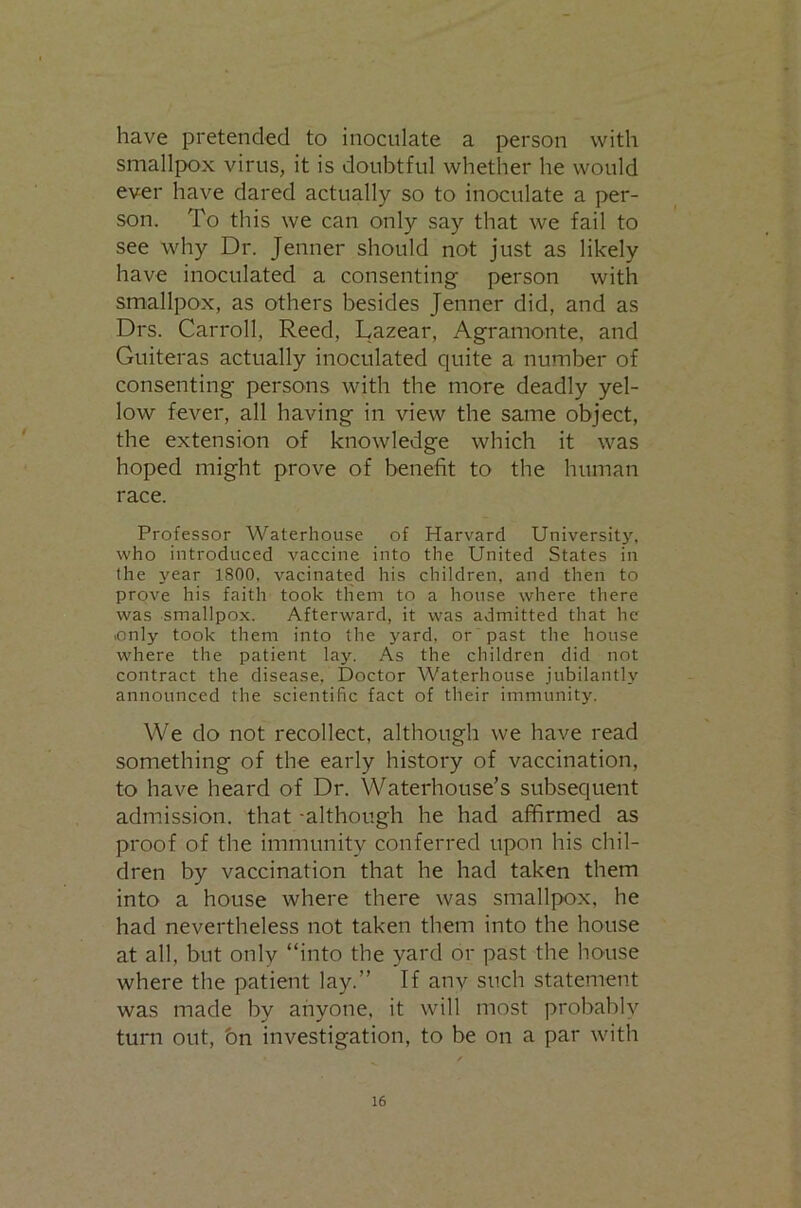 have pretended to inoculate a person with
smallpox virus, it is doubtful whether he would
ever have dared actually so to inoculate a per-
son. To this we can only say that we fail to
see why Dr. Jenner should not just as likely
have inoculated a consenting person with
smallpox, as others besides Jenner did, and as
Drs. Carroll, Reed, Lazear, Agramonte, and
Guiteras actually inoculated quite a number of
consenting persons with the more deadly yel-
low fever, all having in view the same object,
the extension of knowledge which it was
hoped might prove of benefit to the human
race.
Professor Waterhouse of Harvard University,
who introduced vaccine into the United States in
the year 1800, vacinated his children, and then to
prove his faith took them to a house where there
was smallpox. Afterward, it was admitted that he
only took them into the yard, or past the house
where the patient lay. As the children did not
contract the disease, Doctor Waterhouse jubilantly
announced the scientific fact of their immunity.
We do not recollect, although we have read
something of the early history of vaccination,
to have heard of Dr. Waterhouse's subsequent
admission, that although he had affirmed as
proof of the immunity conferred upon his chil-
dren by vaccination that he had taken them
into a house where there was smallpox, he
had nevertheless not taken them into the house
at all, but only “into the yard or past the house
where the patient lay.” If any such statement
was made by anyone, it will most probably
turn out, on investigation, to be on a par with
16